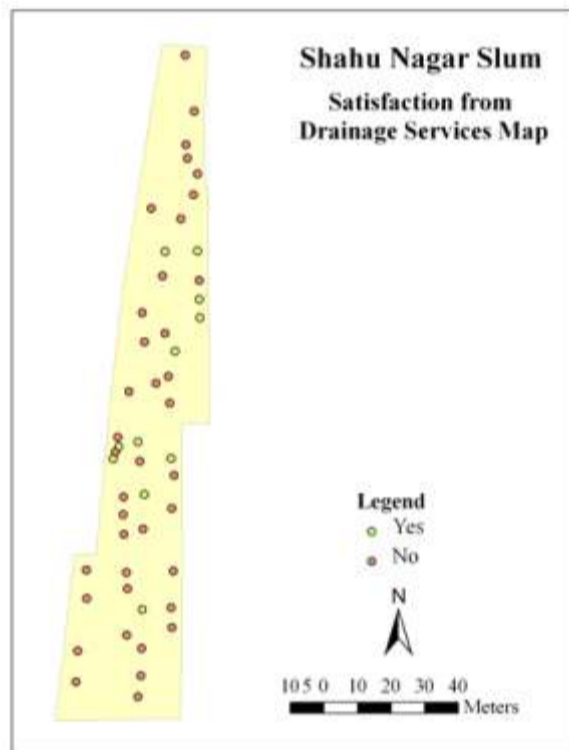 Shahu Nagar Slum
Satisfaction from
Drainage Services Map
Legend
Yes
No
N
10 5 0 10 20 30 40
Meters